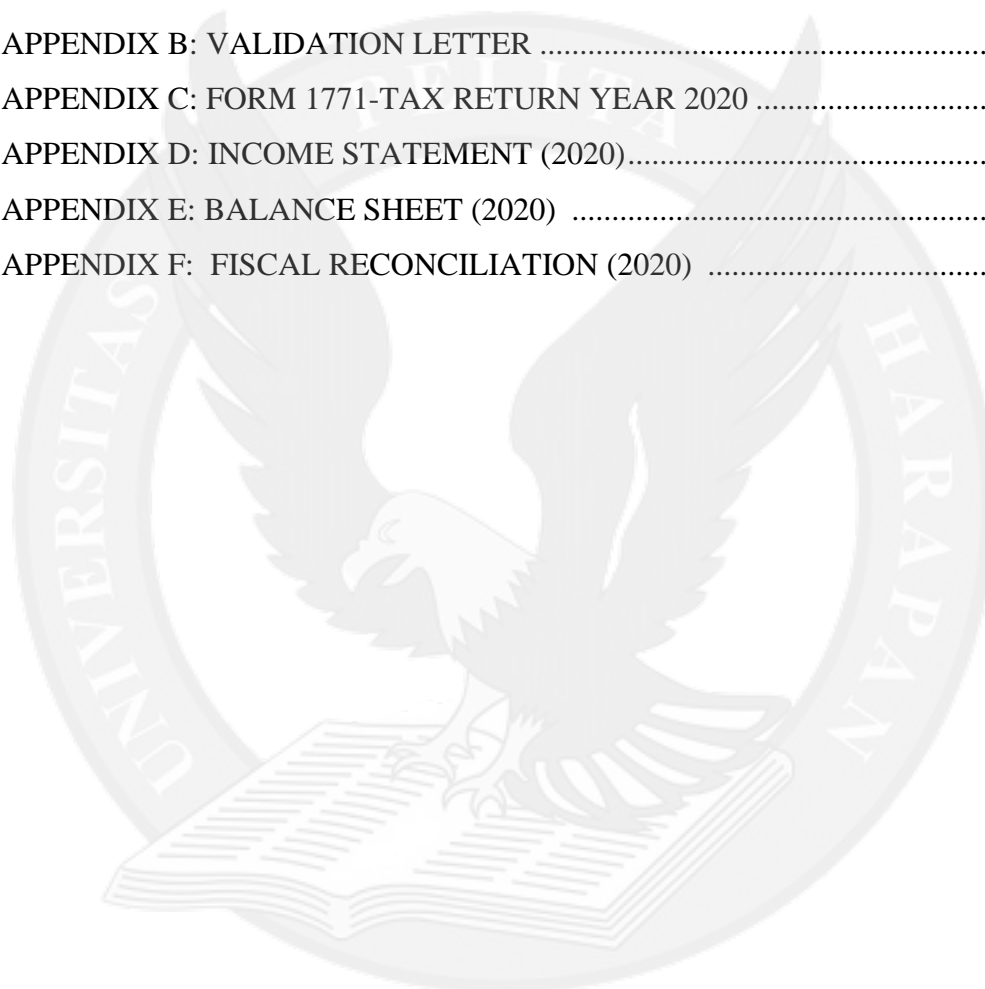 APPENDIX B: VALIDATION LETTER ........................................................
APPENDIX C: FORM 1771-TAX RETURN YEAR 2020 .............................
APPENDIX D: INCOME STATEMENT (2020).............................................
APPENDIX E: BALANCE SHEET (2020) ....................................................
APPENDIX F: FISCAL RECONCILIATION (2020) ...................................
UNIVERSITAS PELITA HARAPAN